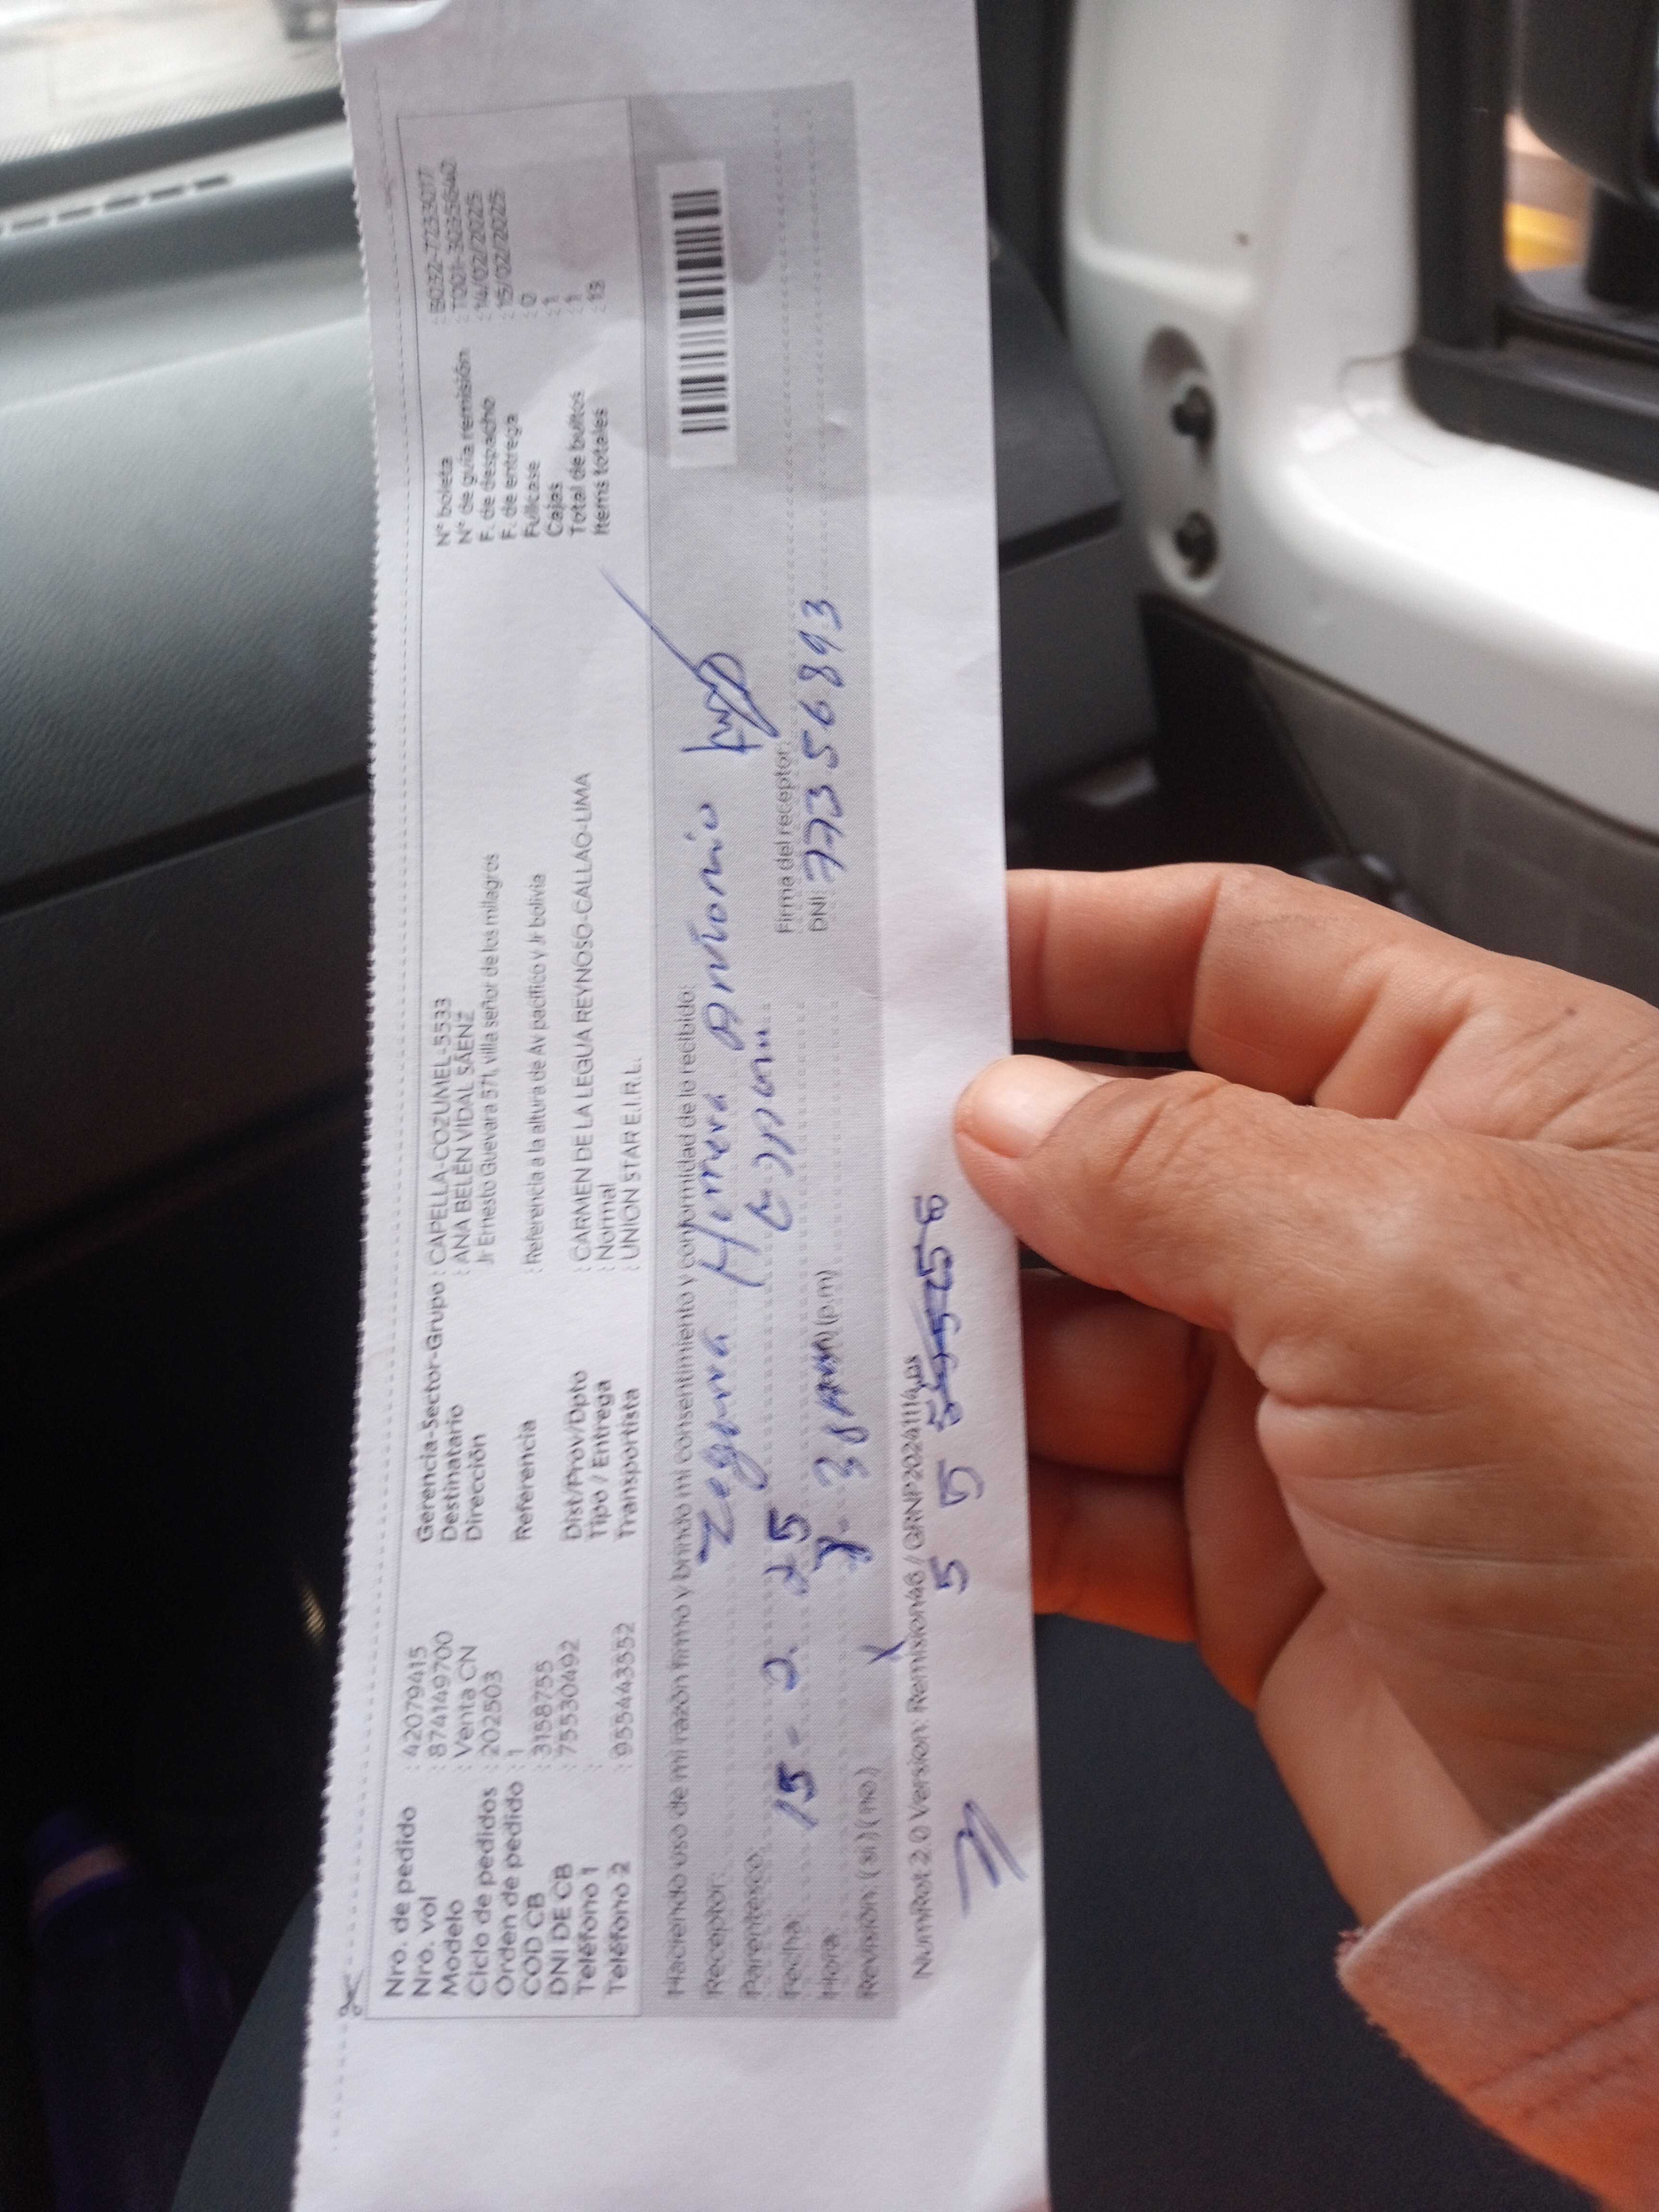 Nro. de pedido : 42079415
Nro. vol : 874149700
Modelo : Venta CN
Ciclo de pedidos : 202503
Orden de pedido : 1
COD CB : 3158755
DNI DE CB : 75530492
Teléfono 1 :
Teléfono 2 : 955443552
Gerencia-Sector-Grupo : CAPELLA-COZUMEL-5533
Destinatario : ANA BELÉN VIDAL SÁENZ
Dirección Jr Ernesto Guevara 571, villa señor de los milagros
Referencia : Referencia a la altura de Av pacifico y Jr bolivia
Dist/Prov/Dpto : CARMEN DE LA LEGUA REYNOSO-CALLAO-LIMA
Tipo / Entrega : Normal
Transportista : UNION STAR E.I.R.L.
N° boleta : B032-7233017
N° de guía remisión : T001-3035640
F. de despacho : 14/02/2025
F. de entrega : 15/02/2025
Fullcase : 0
Cajas : 1
Total de bultos : 1
Items totales : 13
Haciendo uso de mi razón firmo y brindo mi consentimiento y conformidad de lo recibido:
Receptor: Zegarra Antonio
Parentesco:
Fecha: 15 - 2. 25
Hora: (p.m)
Revisión: (si) (no) X
Firma del receptor:
DNI: 77356843
NumRot 2.0 Version: Remision46 / GRNP20241114
5 5